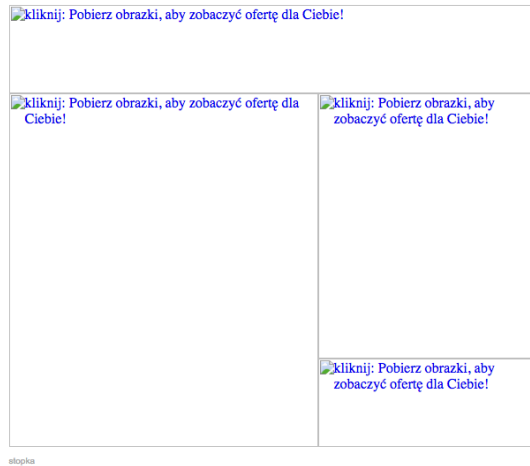 kliknij: Pobierz obrazki, aby zobaczyć ofertę dla Ciebie!
kliknij: Pobierz obrazki, aby zobaczyć ofertę dla
Ciebie!
kliknij: Pobierz obrazki, aby
zobaczyć ofertę dla Ciebie!
kliknij: Pobierz obrazki, aby
zobaczyć ofertę dla Ciebie!
stopka